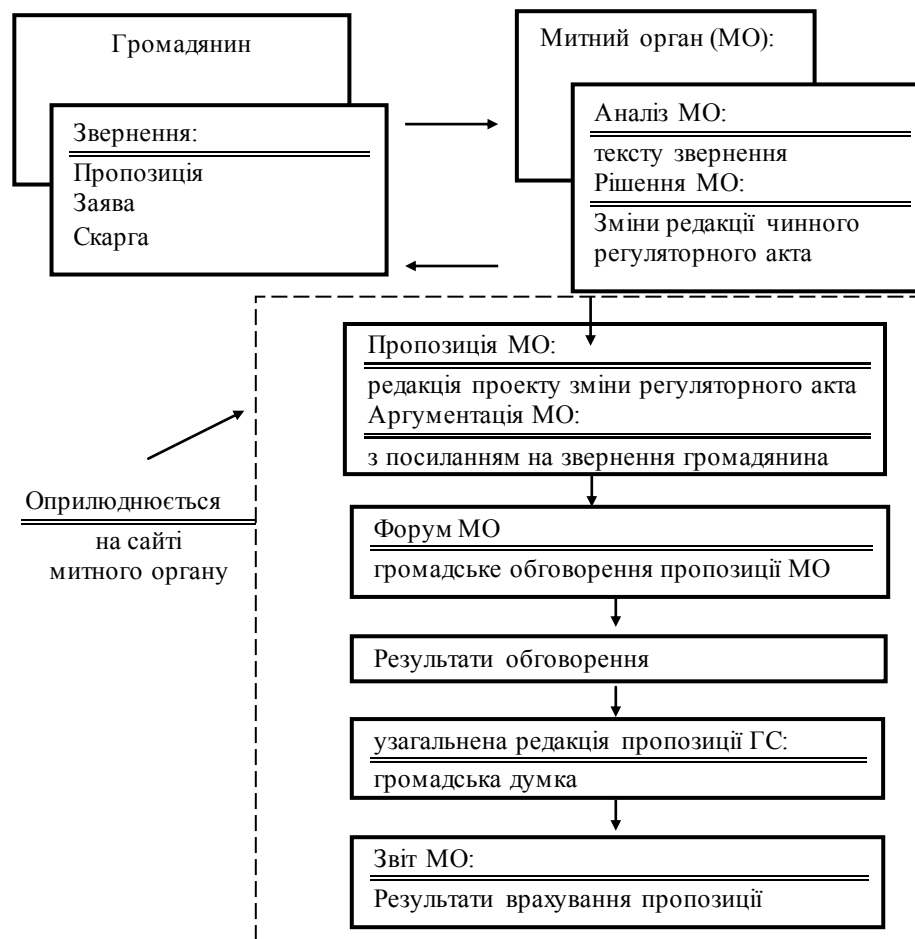 Громадянин
Звернення:
Пропозиція
Заява
Скарга
Митний орган (МО):
Аналіз МО:
тексту звернення
Рішення МО:
Зміни редакції чинного
регуляторного акта
Пропозиція МО:
редакція проекту зміни регуляторного акта
Аргументація МО:
з посиланням на звернення громадянина
Оприлюднюється
на сайті
митного органу
Форум МО
громадське обговорення пропозиції МО
Результати обговорення
узагальнена редакція пропозиції ГС:
громадська думка
Звіт МО:
Результати врахування пропозиції